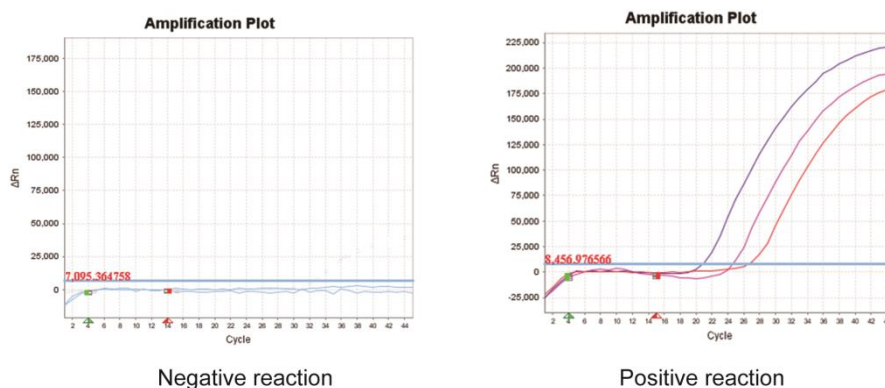 Amplification Plot
175,000
150,000
125,000
100,000
75,000
50,000
25,000
0
7,095.364758
ΔRn
2 4 6 8 10 12 14 16 18 20 22 24 26 28 30 32 34 36 38 40 42 44
Cycle
Negative reaction
Amplification Plot
225,000
200,000
175,000
150,000
125,000
100,000
75,000
50,000
25,000
0
-25,000
8,456.976566
ΔRn
2 4 6 8 10 12 14 16 18 20 22 24 26 28 30 32 34 36 38 40 42 44
Cycle
Positive reaction